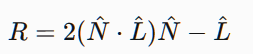 R = 2(N̂ · L̂)N̂ − L̂